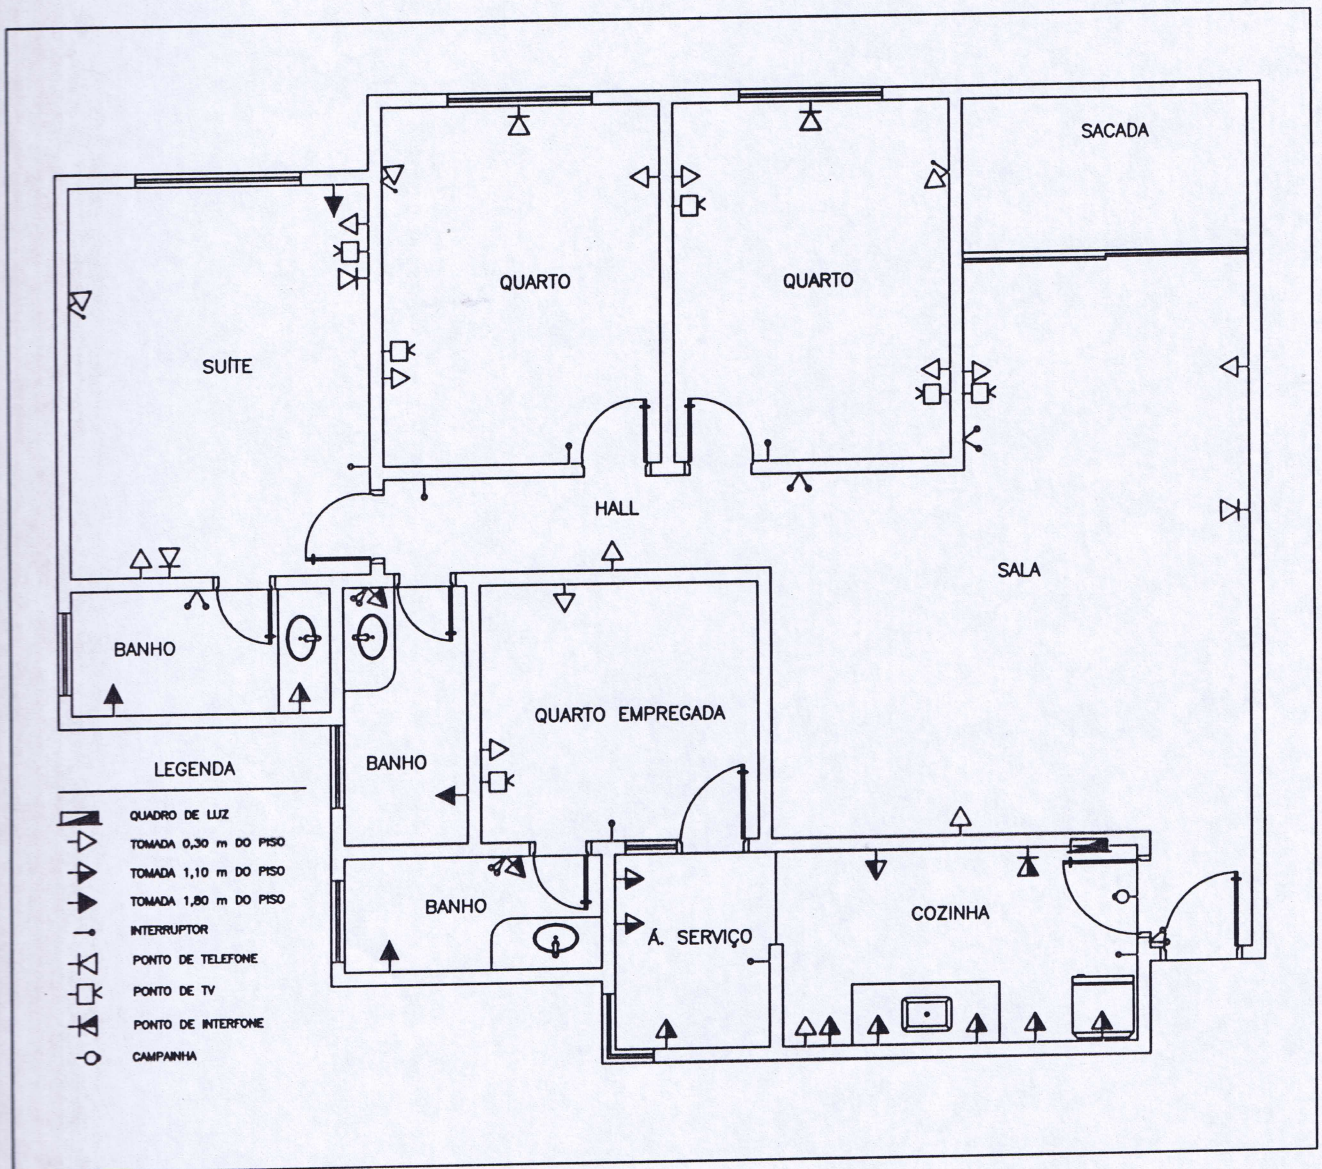 SACADA
QUARTO
QUARTO
SUÍTE
HALL
SALA
BANHO
QUARTO EMPREGADA
BANHO
LEGENDA
QUADRO DE LUZ
TOMADA 0,30 m DO PISO
TOMADA 1,10 m DO PISO
TOMADA 1,80 m DO PISO
INTERRUPTOR
PONTO DE TELEFONE
PONTO DE TV
PONTO DE INTERFONE
CAMPAINHA
BANHO
Á. SERVIÇO
COZINHA